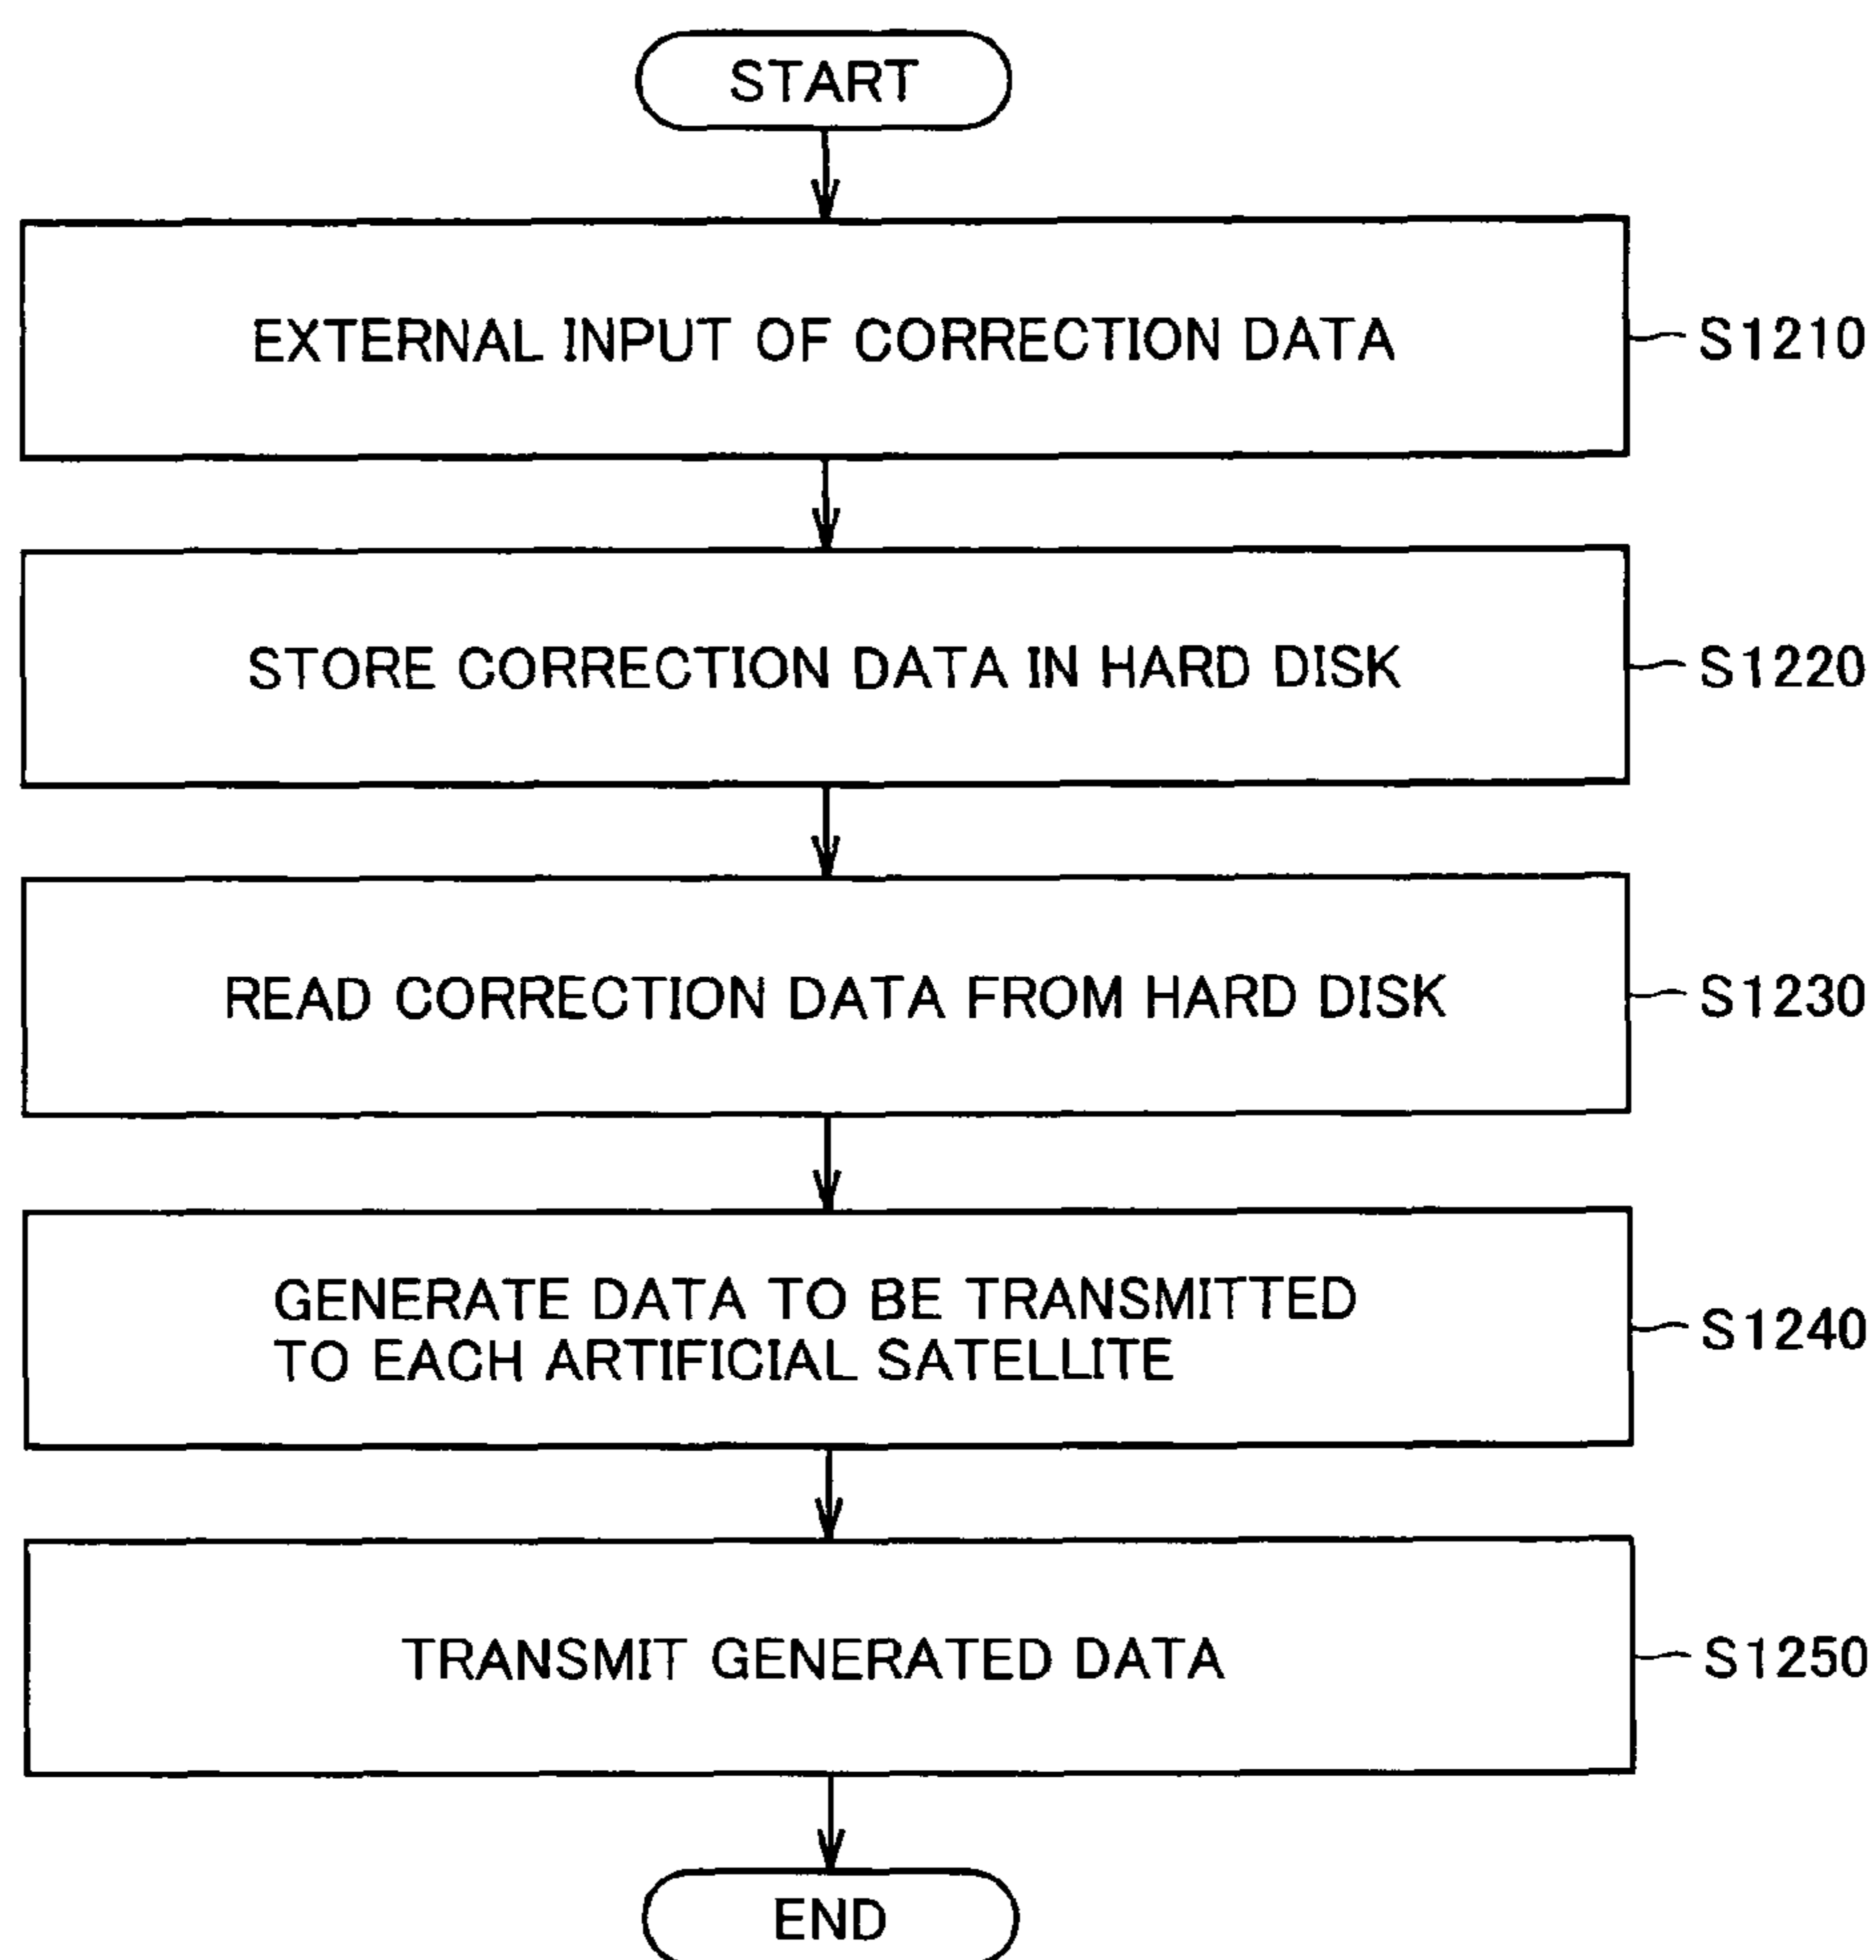 START
EXTERNAL INPUT OF CORRECTION DATA
S1210
STORE CORRECTION DATA IN HARD DISK
S1220
READ CORRECTION DATA FROM HARD DISK
S1230
GENERATE DATA TO BE TRANSMITTED
TO EACH ARTIFICIAL SATELLITE
S1240
TRANSMIT GENERATED DATA
S1250
END